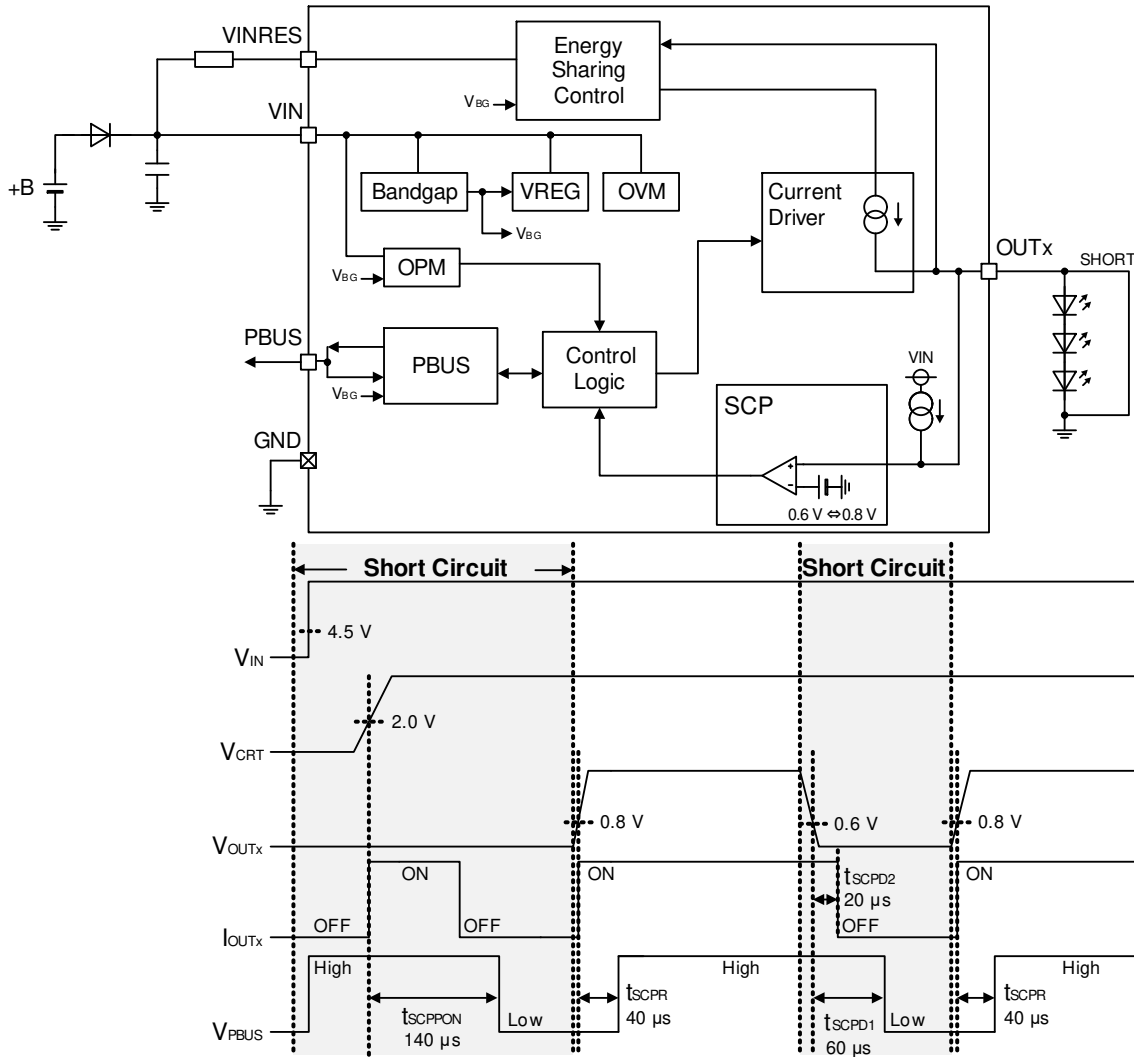 VINRES
Energy
Sharing
Control
VBG
VIN
+B
Bandgap
VREG
OVM
VBG
Current
Driver
OUTx
SHORT
VBG
OPM
PBUS
PBUS
VBG
Control
Logic
VIN
SCP
+
-
0.6 V ⇔0.8 V
GND
Short Circuit
Short Circuit
4.5 V
VIN
2.0 V
VCRT
0.8 V
0.6 V
0.8 V
VOUTx
ON
ON
tSCPD2
20 µs
ON
OFF
OFF
OFF
IOUTx
High
High
High
tSCPPON
140 µs
Low
tSCPR
40 µs
tSCPD1
60 µs
Low
tSCPR
40 µs
VPBUS